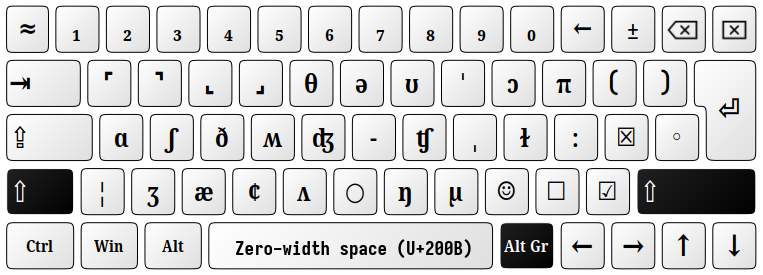 ≈ 1 2 3 4 5 6 7 8 9 0 ← ± ⌫ ⌧
⇥ ⌜ ⌝ ⌞ ⌟ θ ə ʊ ˈ ɔ π ( ) ⏎
⇪ ɑ ʃ ð ʍ ʤ - ʧ ˌ ɫ : ☒ ◦
⇧ ¦ ʒ æ ¢ ʌ ○ ŋ µ ☺ ☐ ☑ ⇧
Ctrl Win Alt Zero-width space (U+200B) Alt Gr ← → ↑ ↓